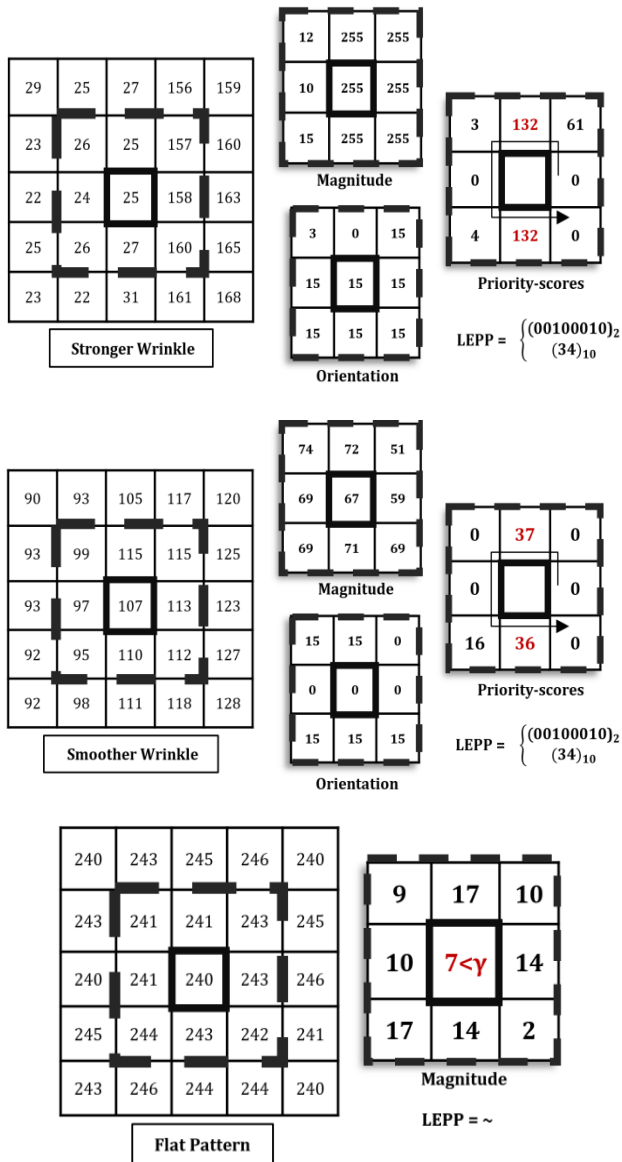 29 25 27 156 159
23 26 25 157 160
22 24 25 158 163
25 26 27 160 165
23 22 31 161 168
Stronger Wrinkle
12 255 255
10 255 255
15 255 255
Magnitude
3 0 15
15 15 15
15 15 15
Orientation
3 132 61
0 0
4 132 0
Priority-scores
LEPP = {(00100010)₂
(34)₁₀
90 93 105 117 120
93 99 115 115 125
93 97 107 113 123
92 95 110 112 127
92 98 111 118 128
Smoother Wrinkle
74 72 51
69 67 59
69 71 69
Magnitude
15 15 0
0 0 0
15 15 15
Orientation
0 37 0
0 0
16 36 0
Priority-scores
LEPP = {(00100010)₂
(34)₁₀
240 243 245 246 240
243 241 241 243 245
240 241 240 243 246
245 244 243 242 241
243 246 244 244 240
Flat Pattern
9 17 10
10 7<γ 14
17 14 2
Magnitude
LEPP = ~